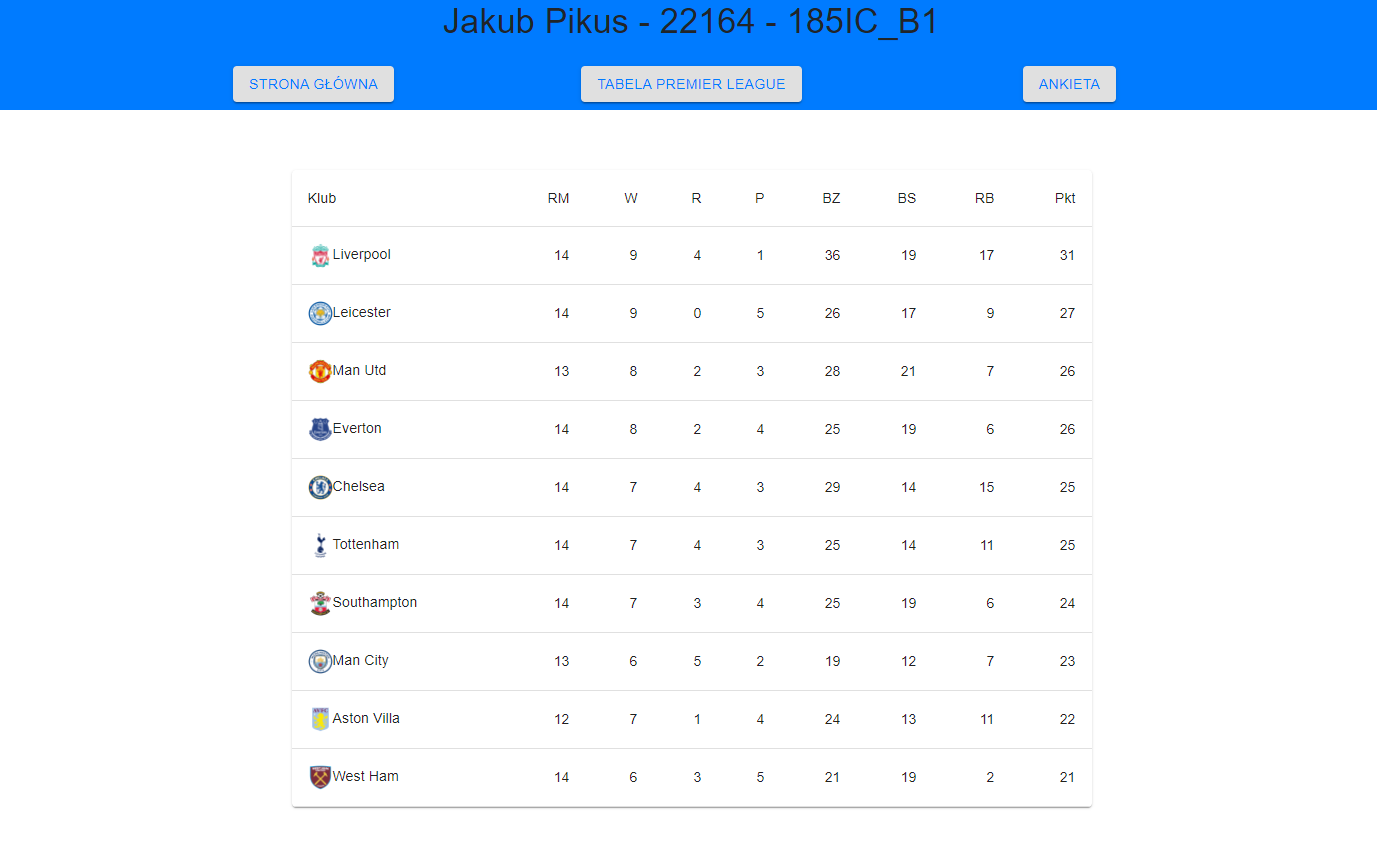 Jakub Pikus - 22164 - 185IC_B1
STRONA GŁÓWNA TABELA PREMIER LEAGUE ANKIETA
Klub RM W R P BZ BS RB Pkt
Liverpool 14 9 4 1 36 19 17 31
Leicester 14 9 0 5 26 17 9 27
Man Utd 13 8 2 3 28 21 7 26
Everton 14 8 2 4 25 19 6 26
Chelsea 14 7 4 3 29 14 15 25
Tottenham 14 7 4 3 25 14 11 25
Southampton 14 7 3 4 25 19 6 24
Man City 13 6 5 2 19 12 7 23
Aston Villa 12 7 1 4 24 13 11 22
West Ham 14 6 3 5 21 19 2 21